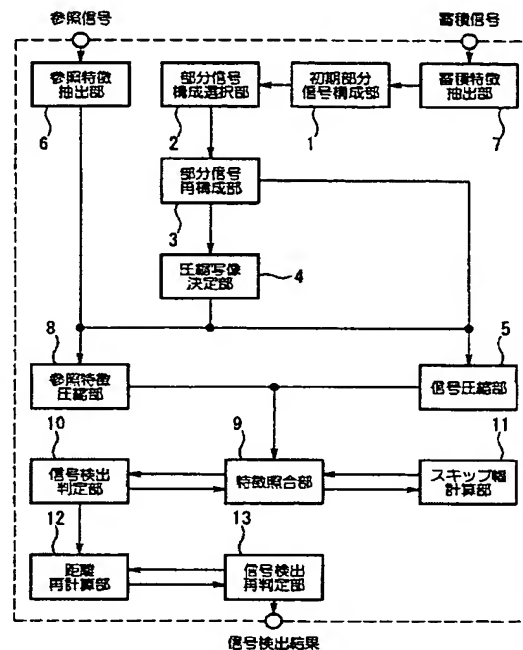 参照信号
蓄積信号
参照特徴
抽出部
6
部分信号
構成選択部
2
初期部分
信号構成部
1
蓄積特徴
抽出部
7
部分信号
再構成部
3
圧縮写像
決定部
4
8
参照特徴
圧縮部
5
信号圧縮部
10
信号検出
判定部
9
特徴照合部
11
スキップ幅
計算部
12
距離
再計算部
13
信号検出
再判定部
信号検出結果